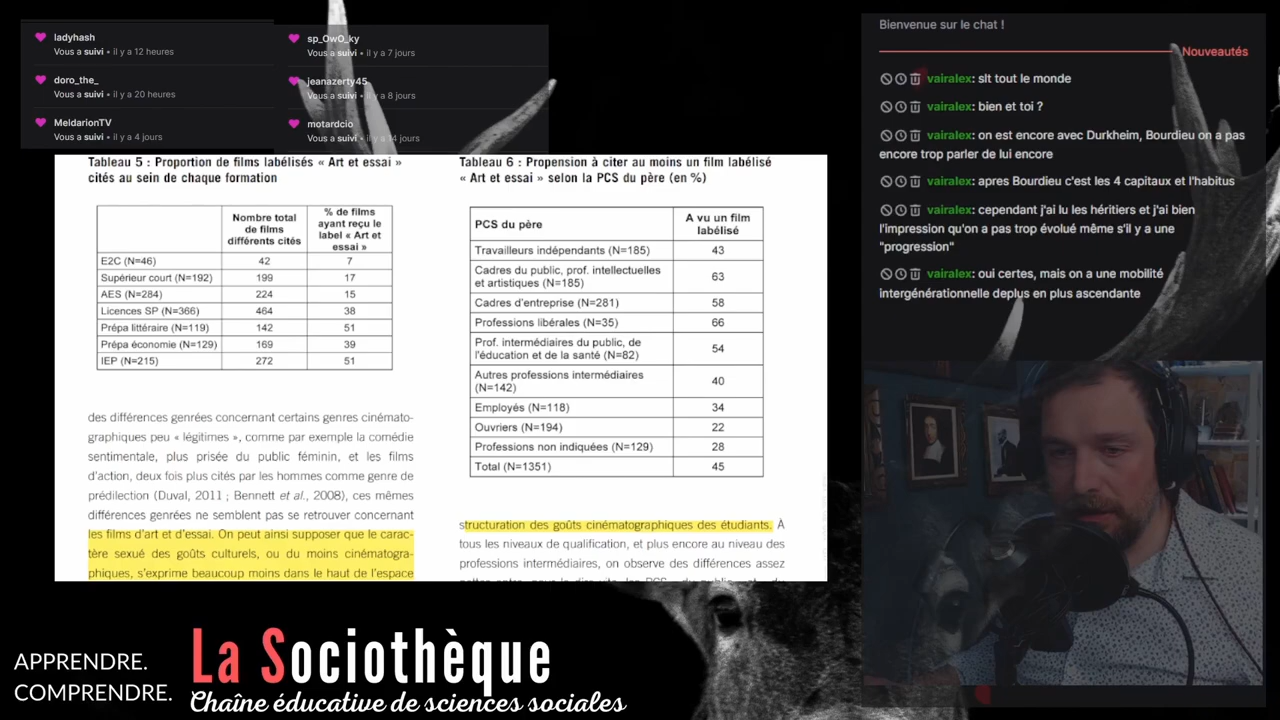 ladyhash
Vous a suivi • il y a 12 heures
doro_the_
Vous a suivi • il y a 20 heures
MeldarionTV
Vous a suivi • il y a 4 jours
sp_OwO_ky
Vous a suivi • il y a 7 jours
jeanazerty45
Vous a suivi • il y a 8 jours
motardcio
Vous a suivi • il y a 14 jours
Tableau 5 : Proportion de films labélisés « Art et essai »
cités au sein de chaque formation
Nombre total
de films
différents cités
% de films
ayant reçu le
label « Art et
essai »
E2C (N=46) 42 7
Supérieur court (N=192) 199 17
AES (N=284) 224 15
Licences SP (N=366) 464 38
Prépa littéraire (N=119) 142 51
Prépa économie (N=129) 169 39
IEP (N=215) 272 51
des différences genrées concernant certains genres cinémato-
graphiques peu « légitimes », comme par exemple la comédie
sentimentale, plus prisée du public féminin, et les films
d'action, deux fois plus cités par les hommes comme genre de
prédilection (Duval, 2011 ; Bennett et al., 2008), ces mêmes
différences genrées ne semblent pas se retrouver concernant
les films d'art et d'essai. On peut ainsi supposer que le carac-
tère sexué des goûts culturels, ou du moins cinématogra-
phiques, s'exprime beaucoup moins dans le haut de l'espace
Tableau 6 : Propension à citer au moins un film labélisé
« Art et essai » selon la PCS du père (en %)
PCS du père
A vu un film
labélisé
Travailleurs indépendants (N=185) 43
Cadres du public, prof. intellectuelles
et artistiques (N=185) 63
Cadres d'entreprise (N=281) 58
Professions libérales (N=35) 66
Prof. intermédiaires du public, de
l'éducation et de la santé (N=82) 54
Autres professions intermédiaires
(N=142) 40
Employés (N=118) 34
Ouvriers (N=194) 22
Professions non indiquées (N=129) 28
Total (N=1351) 45
structuration des goûts cinématographiques des étudiants. À
tous les niveaux de qualification, et plus encore au niveau des
professions intermédiaires, on observe des différences assez
Bienvenue sur le chat !
Nouveautés
vairalex: slt tout le monde
vairalex: bien et toi ?
vairalex: on est encore avec Durkheim, Bourdieu on a pas
encore trop parler de lui encore
vairalex: apres Bourdieu c'est les 4 capitaux et l'habitus
vairalex: cependant j'ai lu les héritiers et j'ai bien
l'impression qu'on a pas trop évolué même s'il y a une
"progression"
vairalex: oui certes, mais on a une mobilité
intergénérationnelle deplus en plus ascendante
APPRENDRE.
COMPRENDRE.
La Sociothèque
Chaîne éducative de sciences sociales